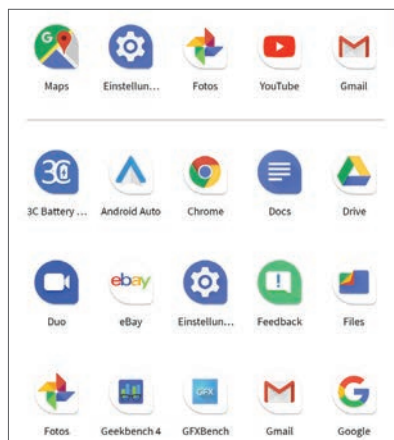 G
Maps Einstellun... Fotos YouTube Gmail
3C
3C Battery ... Android Auto Chrome Docs Drive
ebay
Duo eBay Einstellun... Feedback Files
GFX
Fotos Geekbench 4 GFXBench Gmail Google